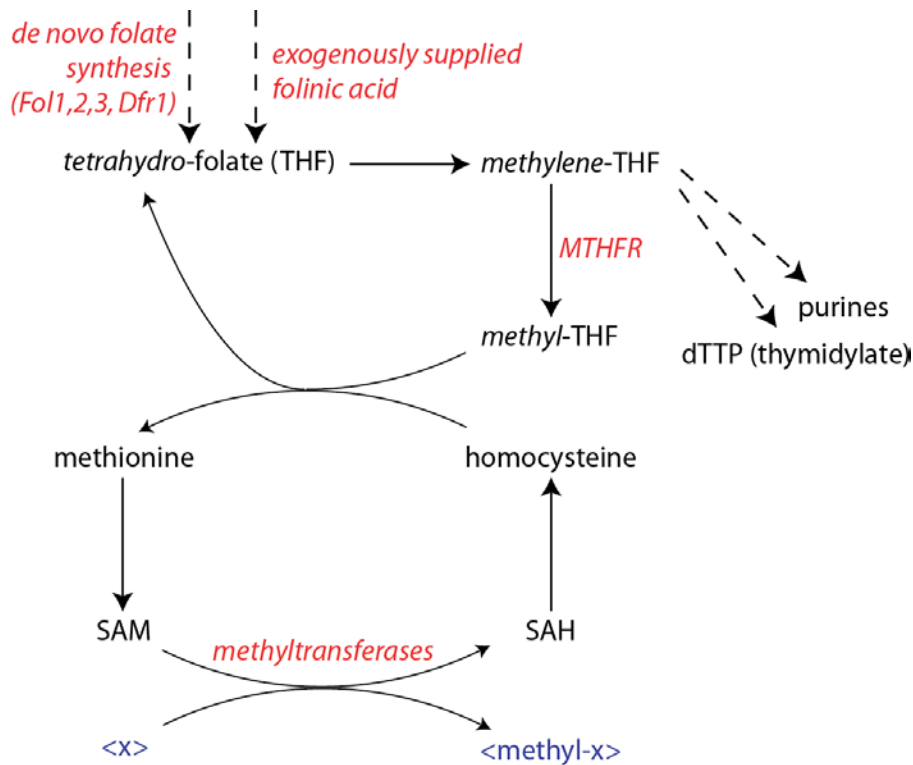 de novo folate
synthesis
(Fol1,2,3, Dfr1)
exogenously supplied
folinic acid
tetrahydro-folate (THF)
methylene-THF
MTHFR
purines
methyl-THF
dTTP (thymidylate)
methionine
homocysteine
SAM
methyltransferases
SAH
<x>
<methyl-x>